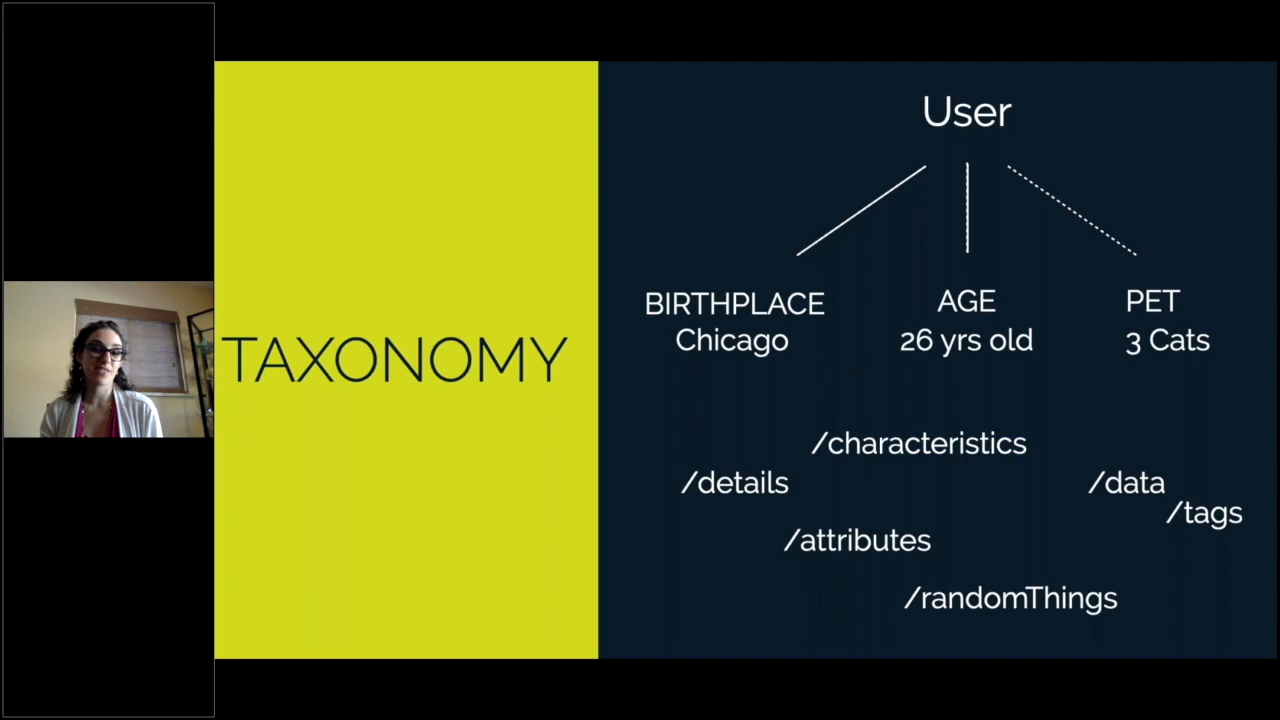 TAXONOMY
User
BIRTHPLACE
Chicago
AGE
26 yrs old
PET
3 Cats
/characteristics
/details
/data
/tags
/attributes
/randomThings